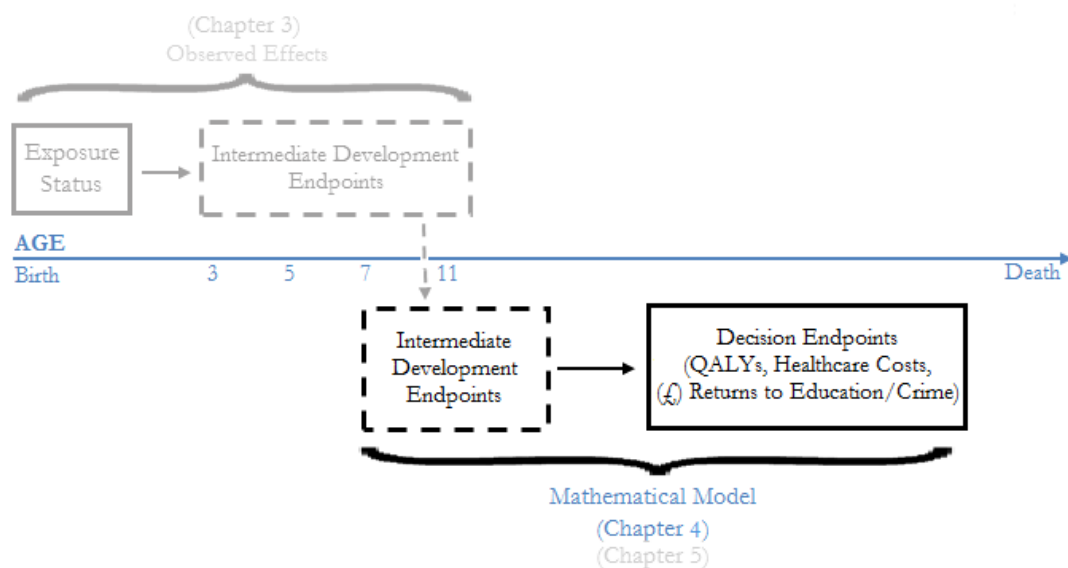 (Chapter 3)
Observed Effects
Exposure
Status
Intermediate Development
Endpoints
AGE
Birth
3
5
7
11
Death
Intermediate
Development
Endpoints
Decision Endpoints
(QALYs, Healthcare Costs,
(£) Returns to Education/Crime)
Mathematical Model
(Chapter 4)
(Chapter 5)